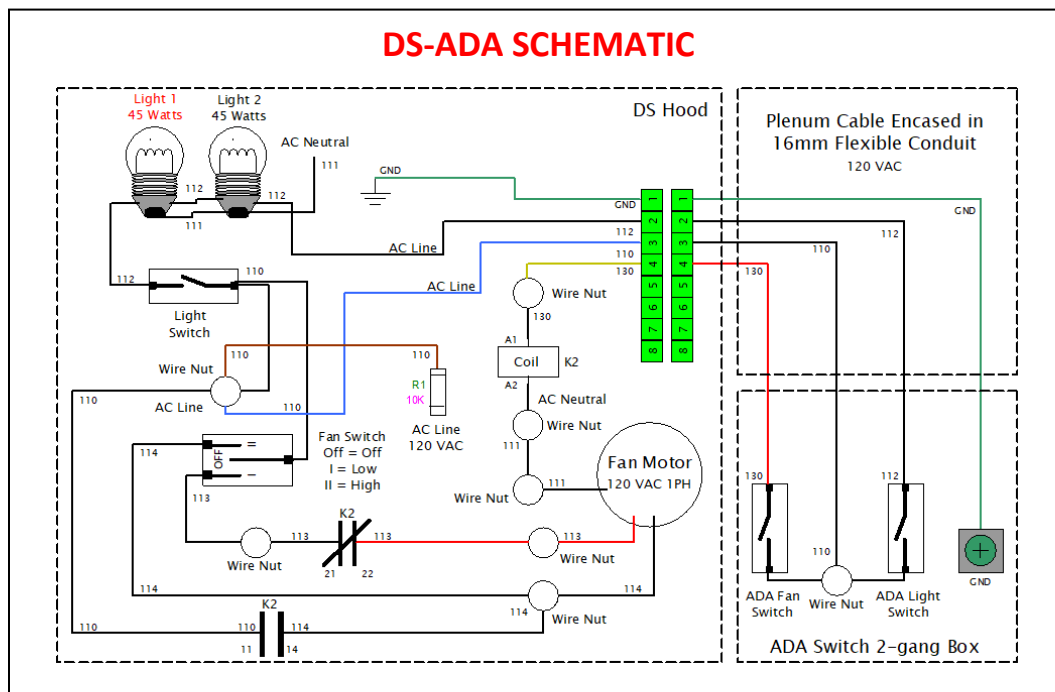 DS-ADA SCHEMATIC
Light 1
45 Watts
Light 2
45 Watts
AC Neutral
111
DS Hood
Plenum Cable Encased in
16mm Flexible Conduit
120 VAC
GND
112
112
111
GND
1
1
2
2
3
3
4
4
5
5
6
6
7
7
8
8
GND
112
110
130
AC Line
AC Line
112
110
130
112
110
Light
Switch
Wire Nut
130
A1
Coil
K2
A2
Wire Nut
110
110
R1
10K
AC Line
120 VAC
110
AC Line
110
AC Neutral
Wire Nut
111
114
=
OFF
–
113
Fan Switch
Off = Off
I = Low
II = High
Fan Motor
120 VAC 1PH
111
Wire Nut
130
112
K2
113
113
113
Wire Nut
21
22
Wire Nut
110
GND
ADA Fan
Switch
Wire Nut
ADA Light
Switch
114
114
114
K2
110
110
114
11
14
Wire Nut
ADA Switch 2-gang Box